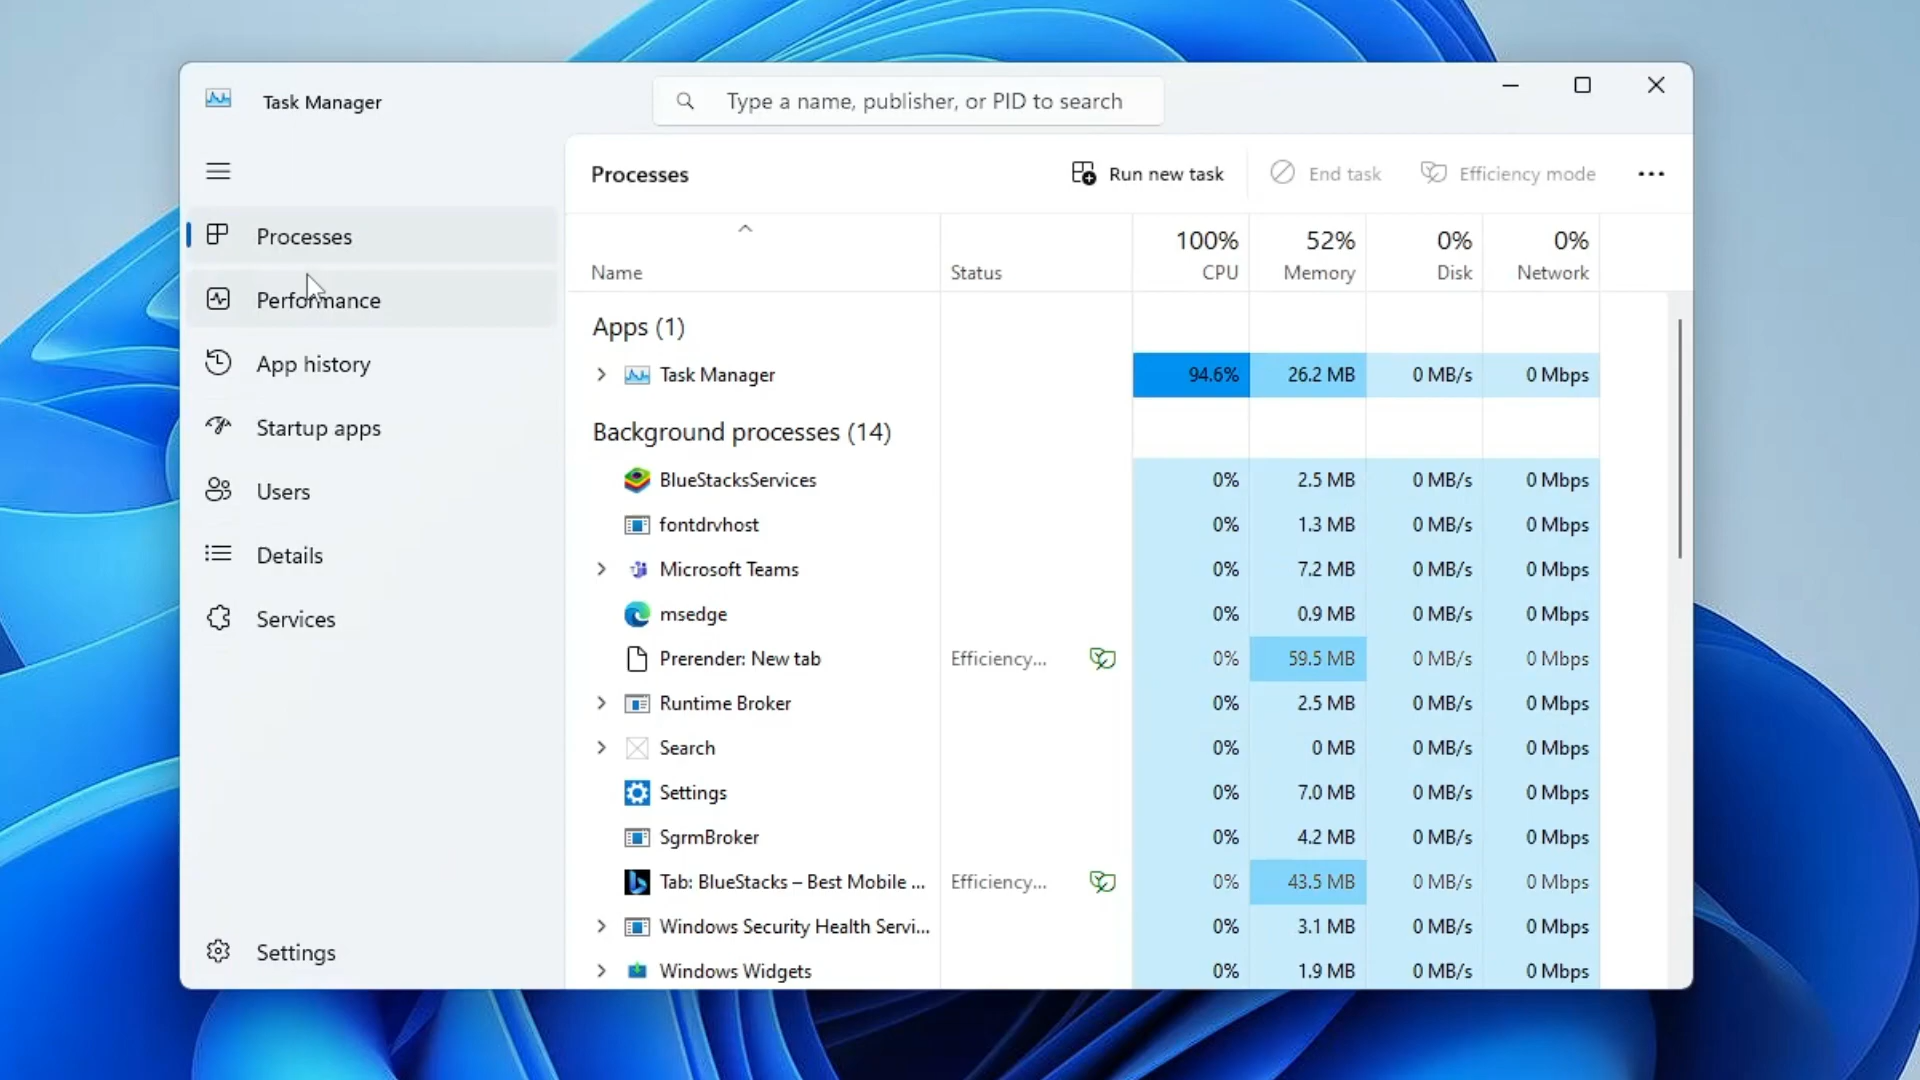 Task Manager
Type a name, publisher, or PID to search
Processes
Performance
App history
Startup apps
Users
Details
Services
Settings
Processes
Run new task
End task
Efficiency mode
Name
Status
100%
CPU
52%
Memory
0%
Disk
0%
Network
Apps (1)
Task Manager 94.6% 26.2 MB 0 MB/s 0 Mbps
Background processes (14)
BlueStacksServices 0% 2.5 MB 0 MB/s 0 Mbps
fontdrvhost 0% 1.3 MB 0 MB/s 0 Mbps
Microsoft Teams 0% 7.2 MB 0 MB/s 0 Mbps
msedge 0% 0.9 MB 0 MB/s 0 Mbps
Prerender: New tab Efficiency... 0% 59.5 MB 0 MB/s 0 Mbps
Runtime Broker 0% 2.5 MB 0 MB/s 0 Mbps
Search 0% 0 MB 0 MB/s 0 Mbps
Settings 0% 7.0 MB 0 MB/s 0 Mbps
SgrmBroker 0% 4.2 MB 0 MB/s 0 Mbps
Tab: BlueStacks – Best Mobile ... Efficiency... 0% 43.5 MB 0 MB/s 0 Mbps
Windows Security Health Servi... 0% 3.1 MB 0 MB/s 0 Mbps
Windows Widgets 0% 1.9 MB 0 MB/s 0 Mbps